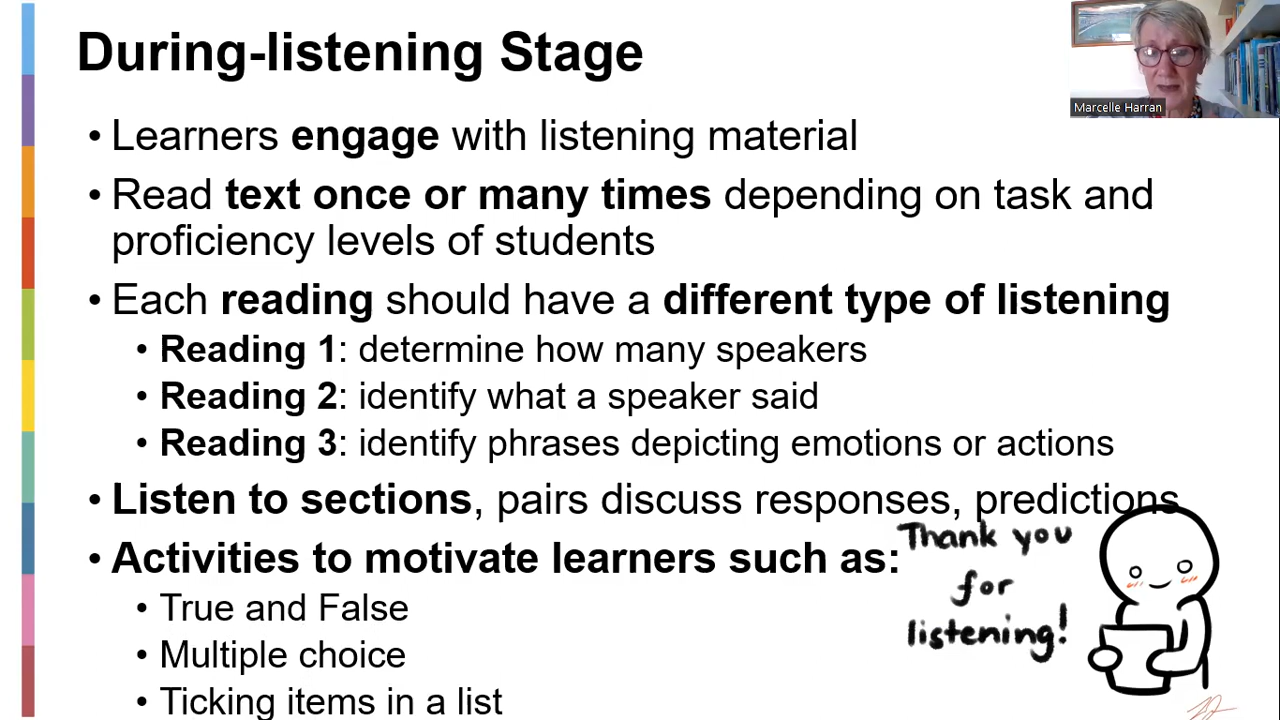 During-listening Stage
Marcelle Harran
• Learners engage with listening material
• Read text once or many times depending on task and
proficiency levels of students
• Each reading should have a different type of listening
• Reading 1: determine how many speakers
• Reading 2: identify what a speaker said
• Reading 3: identify phrases depicting emotions or actions
• Listen to sections, pairs discuss responses, predictions
• Activities to motivate learners such as:
• True and False
• Multiple choice
• Ticking items in a list
Thank you
for
listening!